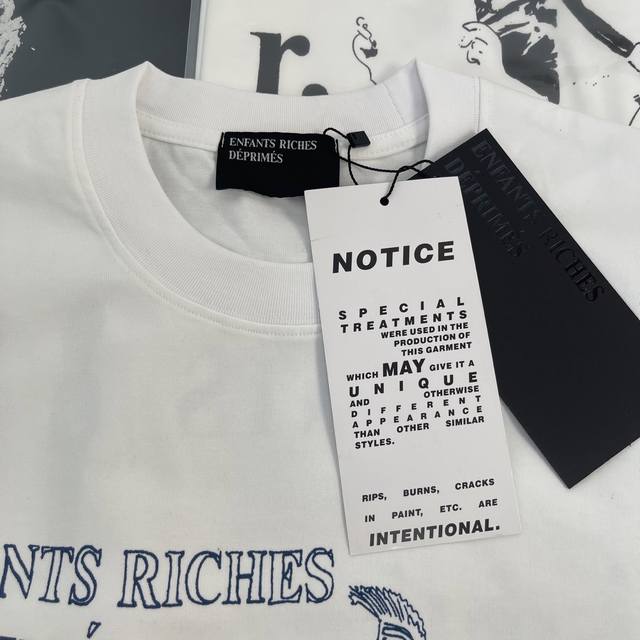 r.
ENFANTS RICHES
DÉPRIMÉS
ENFANTS RICHES
DÉPRIMÉS
NOTICE
SPECIAL
TREATMENTS
WERE USED IN THE
PRODUCTION OF
THIS GARMENT
WHICH MAY GIVE IT A
UNIQUE
AND OTHERWISE
DIFFERENT
APPEARANCE
THAN OTHER SIMILAR
STYLES.
RIPS, BURNS, CRACKS
IN PAINT, ETC. ARE
INTENTIONAL.
NTS RICHES